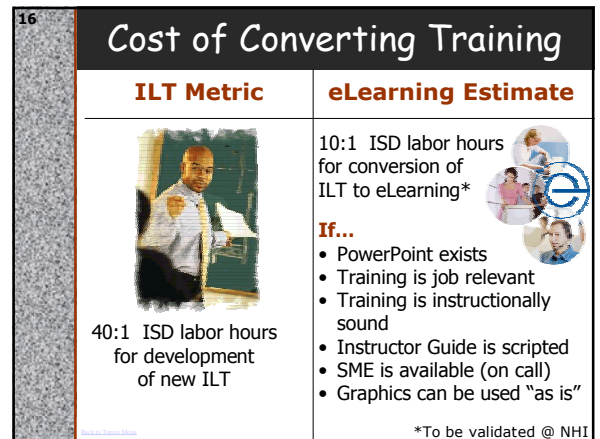 16
Cost of Converting Training
ILT Metric
40:1 ISD labor hours
for development
of new ILT
eLearning Estimate
10:1 ISD labor hours
for conversion of
ILT to eLearning*
If...
• PowerPoint exists
• Training is job relevant
• Training is instructionally
sound
• Instructor Guide is scripted
• SME is available (on call)
• Graphics can be used “as is”
Back to Topics Menu
*To be validated @ NHI